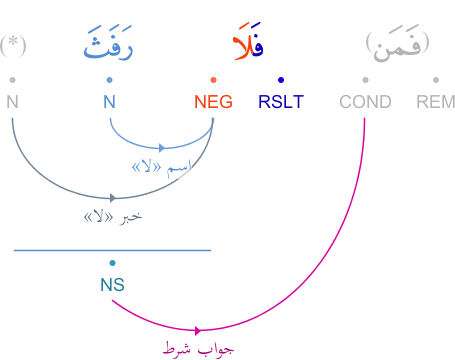 (فَمَن) فَلَا رَفَثَ (*)
REM COND RSLT NEG N N
اسم «لا»
خبر «لا»
NS
جواب شرط